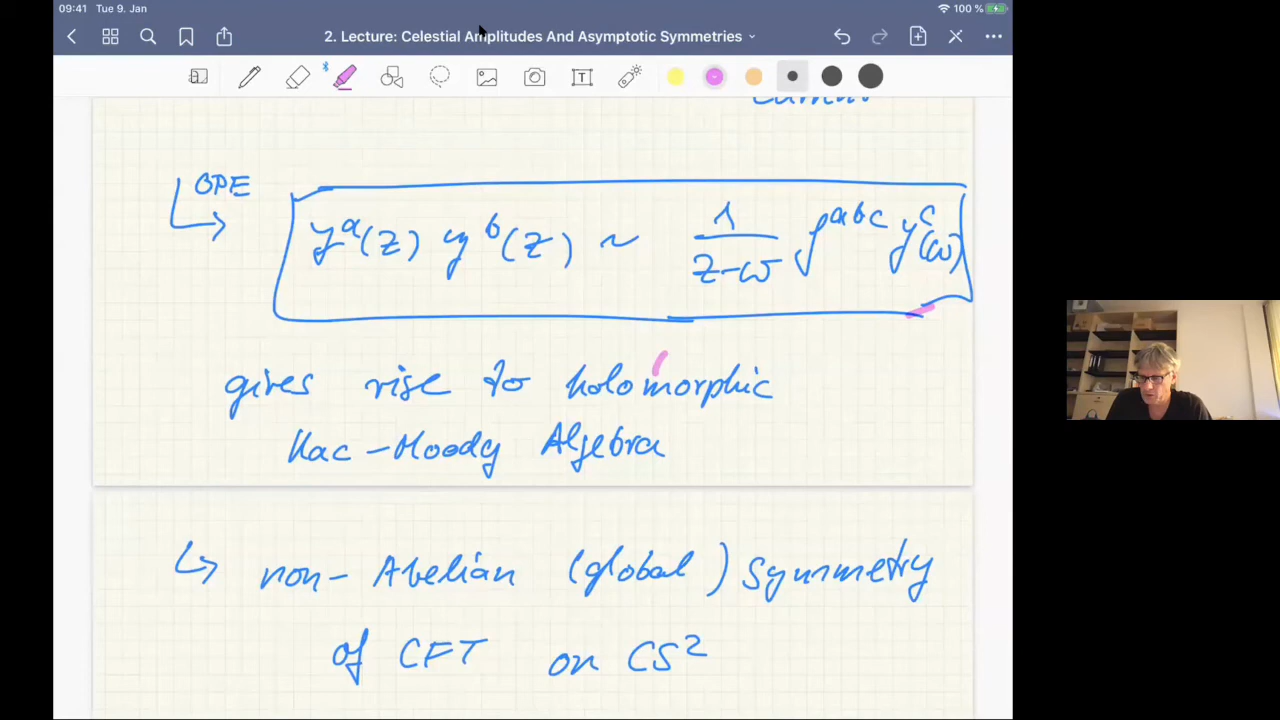 09:41 Tue 9. Jan
100 %
2. Lecture: Celestial Amplitudes And Asymptotic Symmetries
T
OPE
y^a(z) y^b(z) ~ 1/(z-w) f^{abc} y^c(w)
gives rise to holomorphic
Kac-Moody Algebra
non-Abelian (global) symmetry
of CFT on CS²